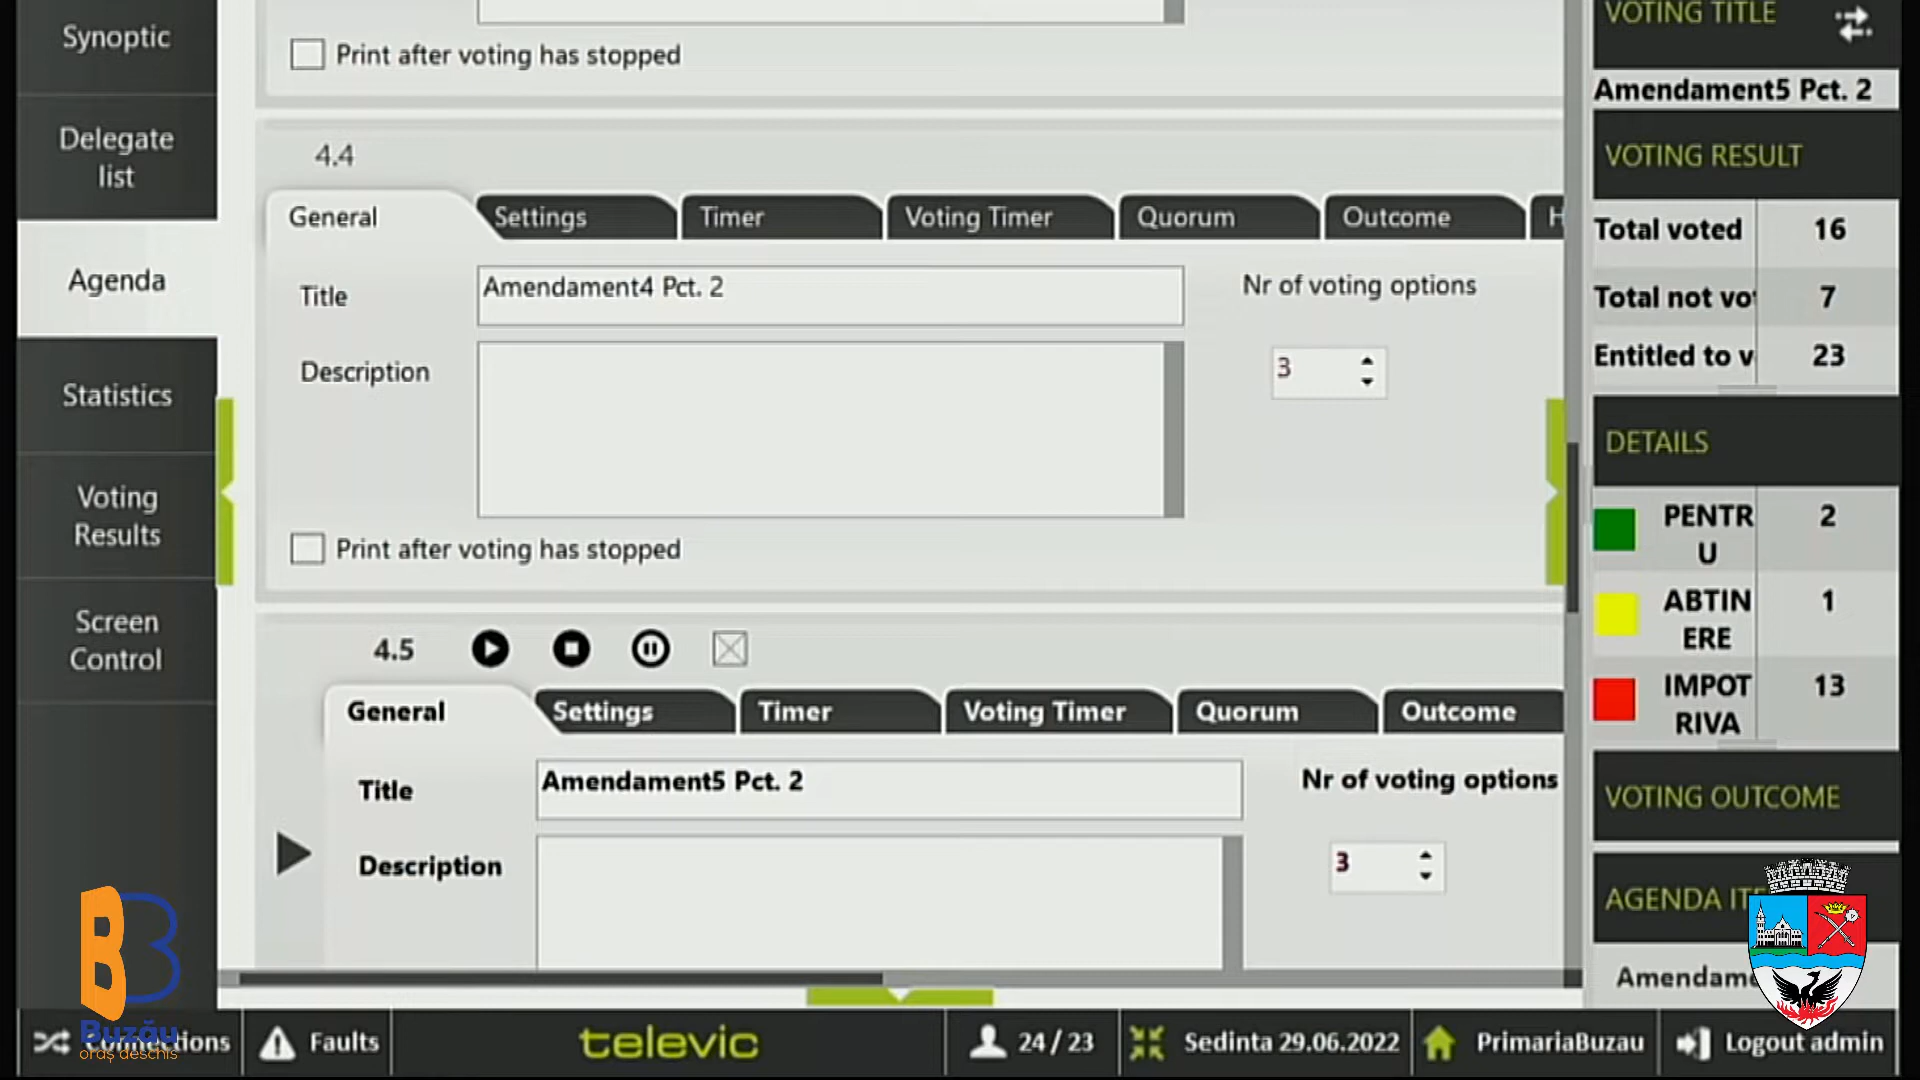 Synoptic
Delegate
list
Agenda
Statistics
Voting
Results
Screen
Control
Print after voting has stopped
4.4
General
Settings
Timer
Voting Timer
Quorum
Outcome
H
Title
Amendament4 Pct. 2
Nr of voting options
Description
3
Print after voting has stopped
4.5
General
Settings
Timer
Voting Timer
Quorum
Outcome
Title
Amendament5 Pct. 2
Nr of voting options
Description
3
VOTING TITLE
Amendament5 Pct. 2
VOTING RESULT
Total voted 16
Total not vo 7
Entitled to v 23
DETAILS
PENTR
U
2
ABTIN
ERE
1
IMPOT
RIVA
13
VOTING OUTCOME
AGENDA ITE
Amendame
Buzău
oraș deschis
Connections
Faults
televic
24 / 23
Sedinta 29.06.2022
PrimariaBuzau
Logout admin